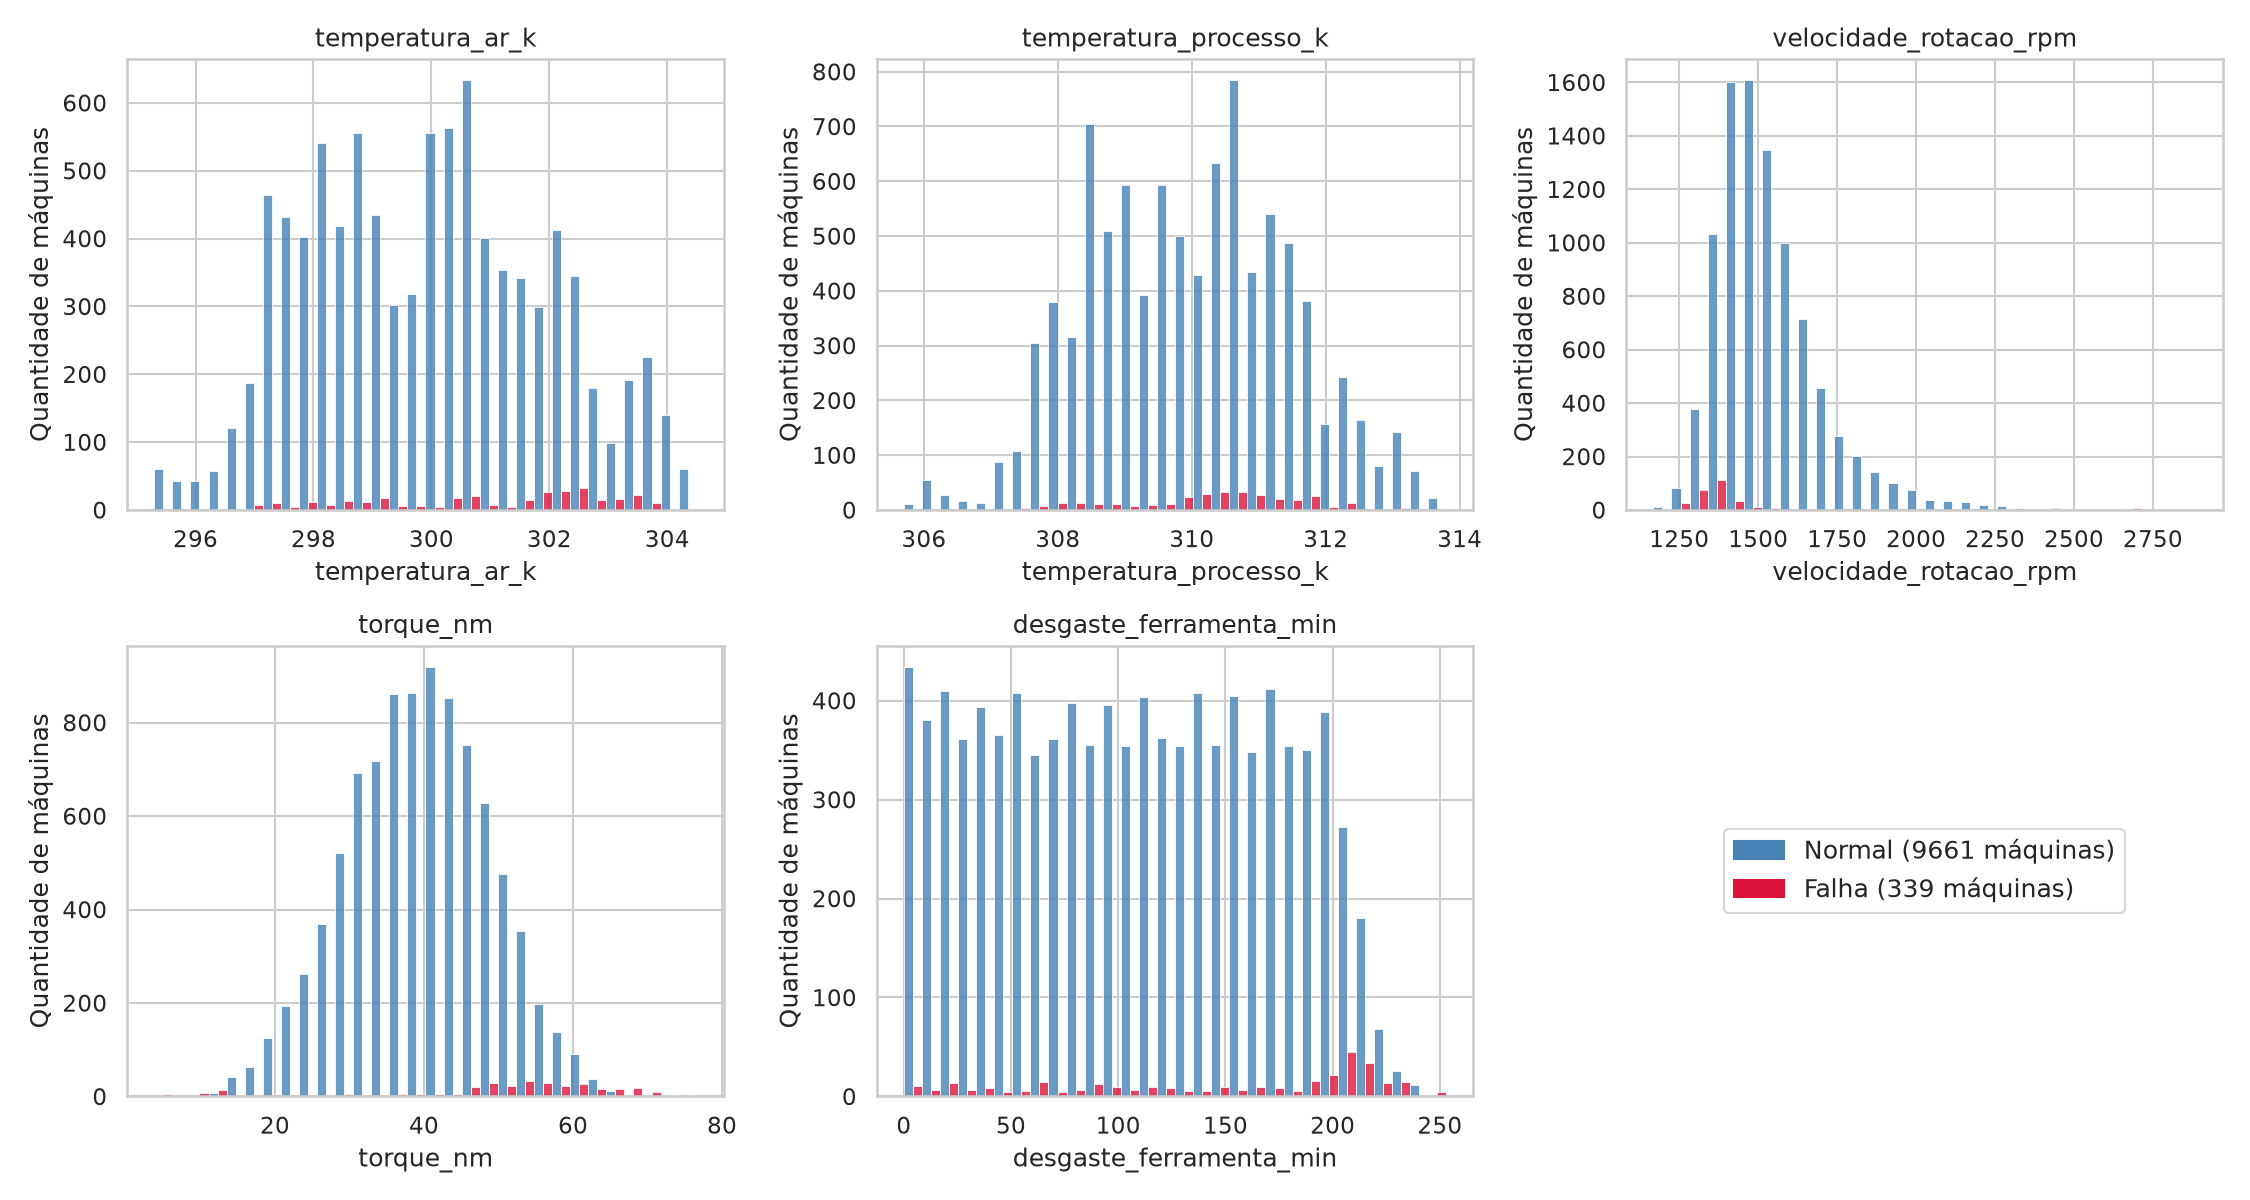 temperatura_ar_k
Quantidade de máquinas
600
500
400
300
200
100
0
296 298 300 302 304
temperatura_ar_k
temperatura_processo_k
Quantidade de máquinas
800
700
600
500
400
300
200
100
0
306 308 310 312 314
temperatura_processo_k
velocidade_rotacao_rpm
Quantidade de máquinas
1600
1400
1200
1000
800
600
400
200
0
1250 1500 1750 2000 2250 2500 2750
velocidade_rotacao_rpm
torque_nm
Quantidade de máquinas
800
600
400
200
0
20 40 60 80
torque_nm
desgaste_ferramenta_min
Quantidade de máquinas
400
300
200
100
0
0 50 100 150 200 250
desgaste_ferramenta_min
Normal (9661 máquinas)
Falha (339 máquinas)